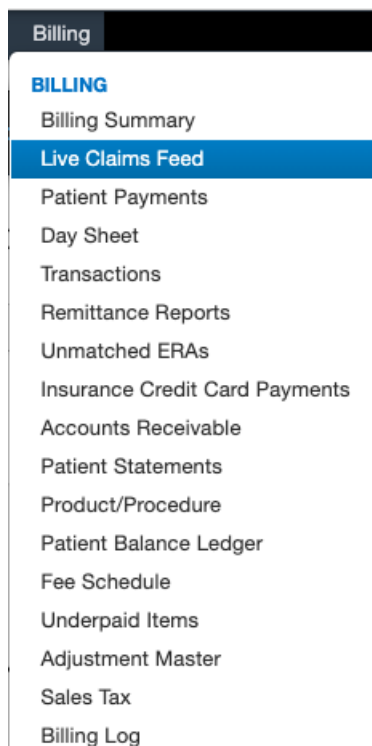 Billing
BILLING
Billing Summary
Live Claims Feed
Patient Payments
Day Sheet
Transactions
Remittance Reports
Unmatched ERAs
Insurance Credit Card Payments
Accounts Receivable
Patient Statements
Product/Procedure
Patient Balance Ledger
Fee Schedule
Underpaid Items
Adjustment Master
Sales Tax
Billing Log